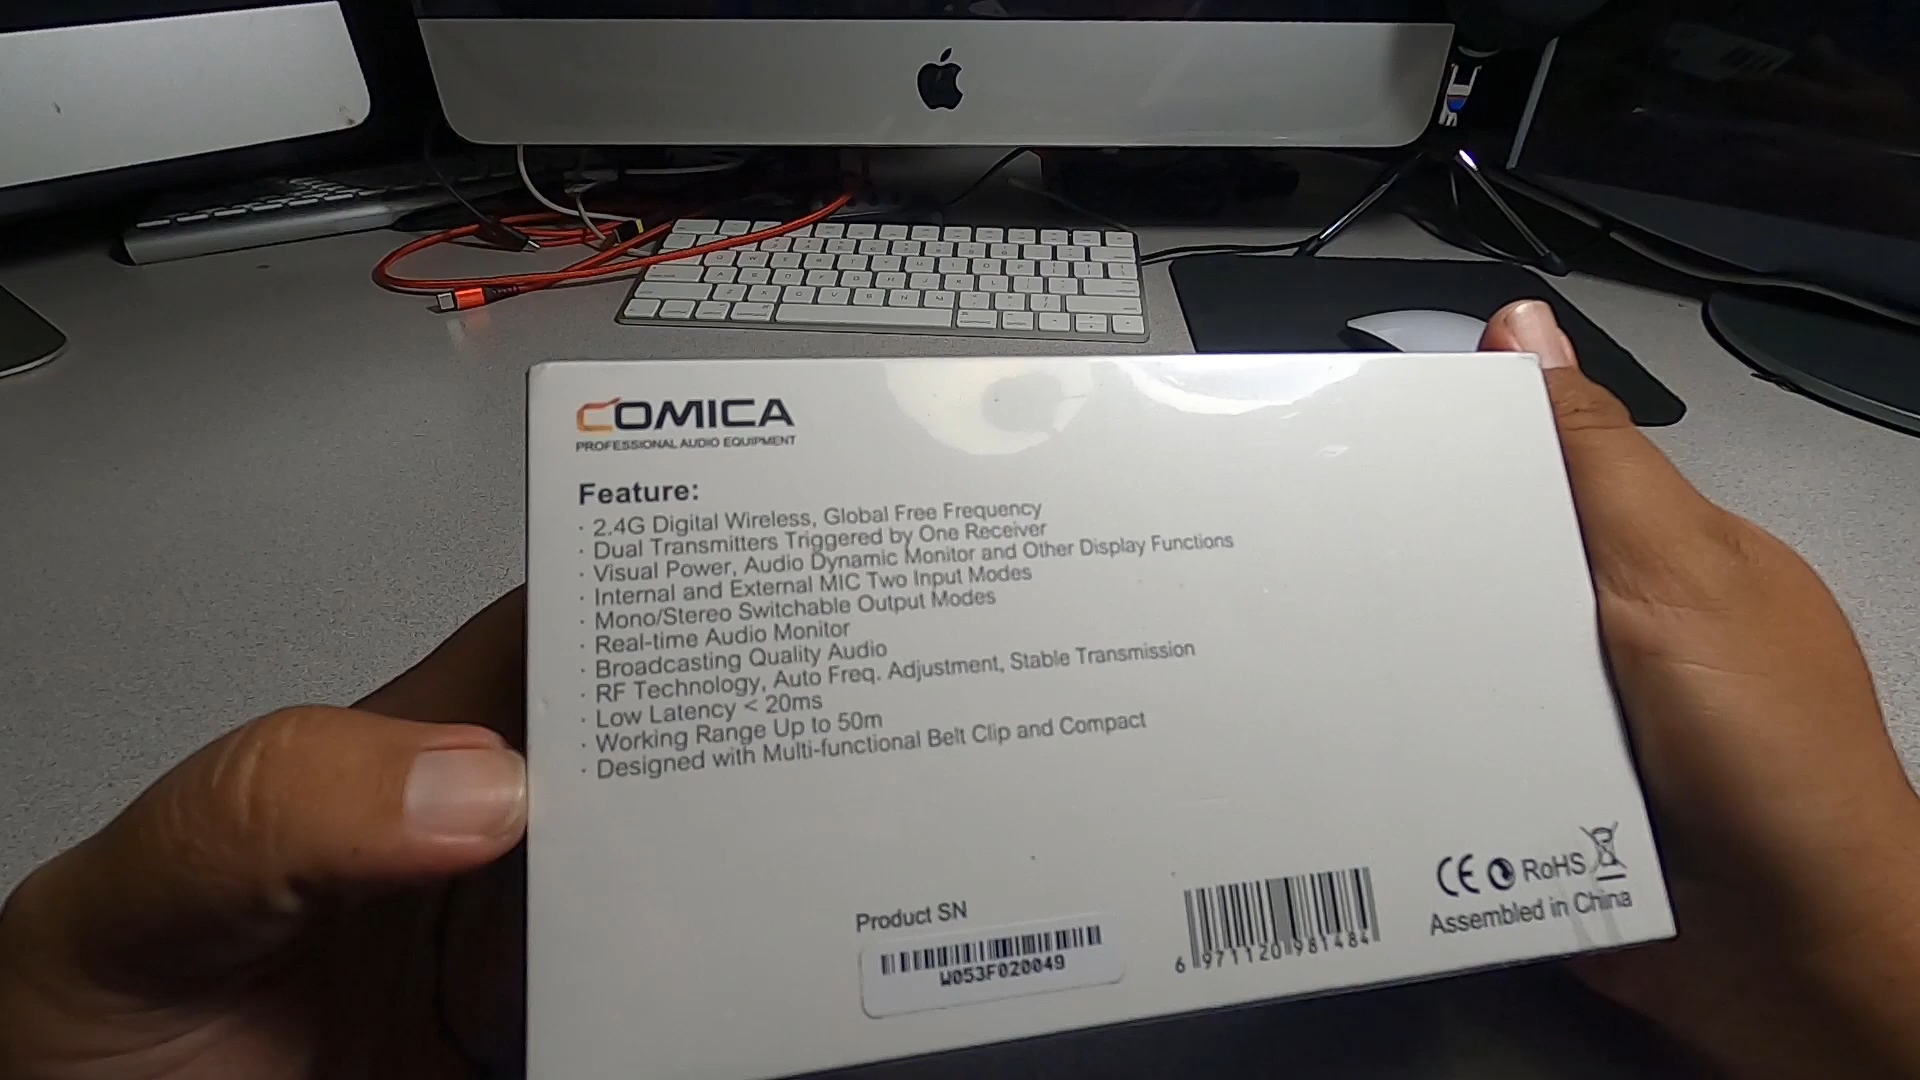 COMICA
PROFESSIONAL AUDIO EQUIPMENT
Feature:
· 2.4G Digital Wireless, Global Free Frequency
· Dual Transmitters Triggered by One Receiver
· Visual Power, Audio Dynamic Monitor and Other Display Functions
· Internal and External MIC Two Input Modes
· Mono/Stereo Switchable Output Modes
· Real-time Audio Monitor
· Broadcasting Quality Audio
· RF Technology, Auto Freq. Adjustment, Stable Transmission
· Low Latency < 20ms
· Working Range Up to 50m
· Designed with Multi-functional Belt Clip and Compact
Product SN
W053F020049
6 971120 981484
CE RoHS
Assembled in China